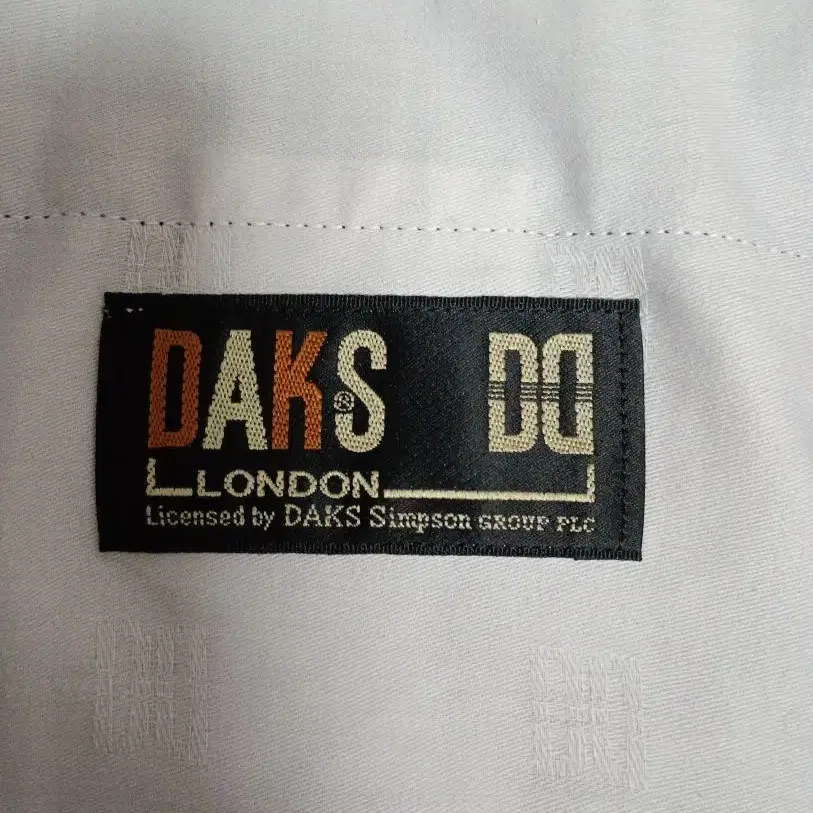 DAKS® DD
LONDON
Licensed by DAKS Simpson GROUP PLC